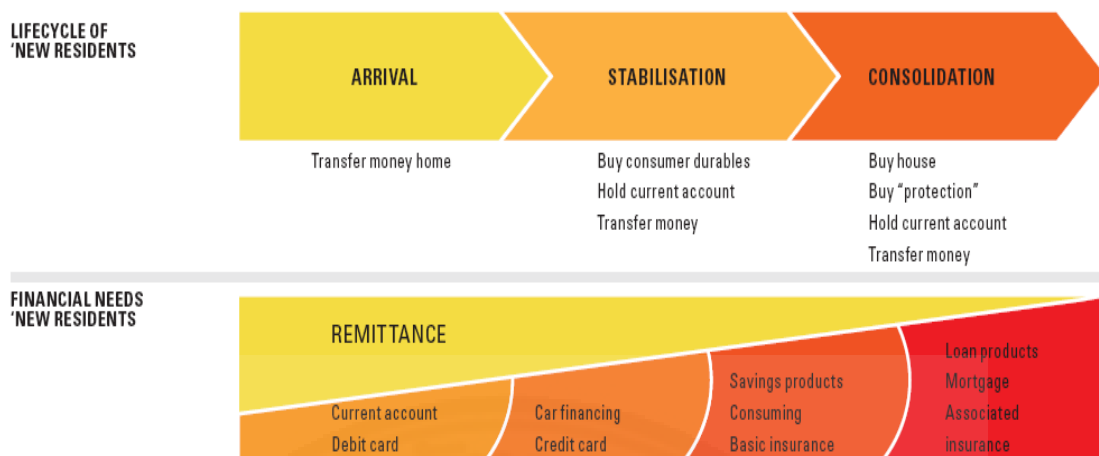 LIFECYCLE OF
‘NEW RESIDENTS
ARRIVAL
STABILISATION
CONSOLIDATION
Transfer money home
Buy consumer durables
Hold current account
Transfer money
Buy house
Buy “protection”
Hold current account
Transfer money
FINANCIAL NEEDS
‘NEW RESIDENTS
REMITTANCE
Current account
Debit card
Car financing
Credit card
Savings products
Consuming
Basic insurance
Loan products
Mortgage
Associated
insurance